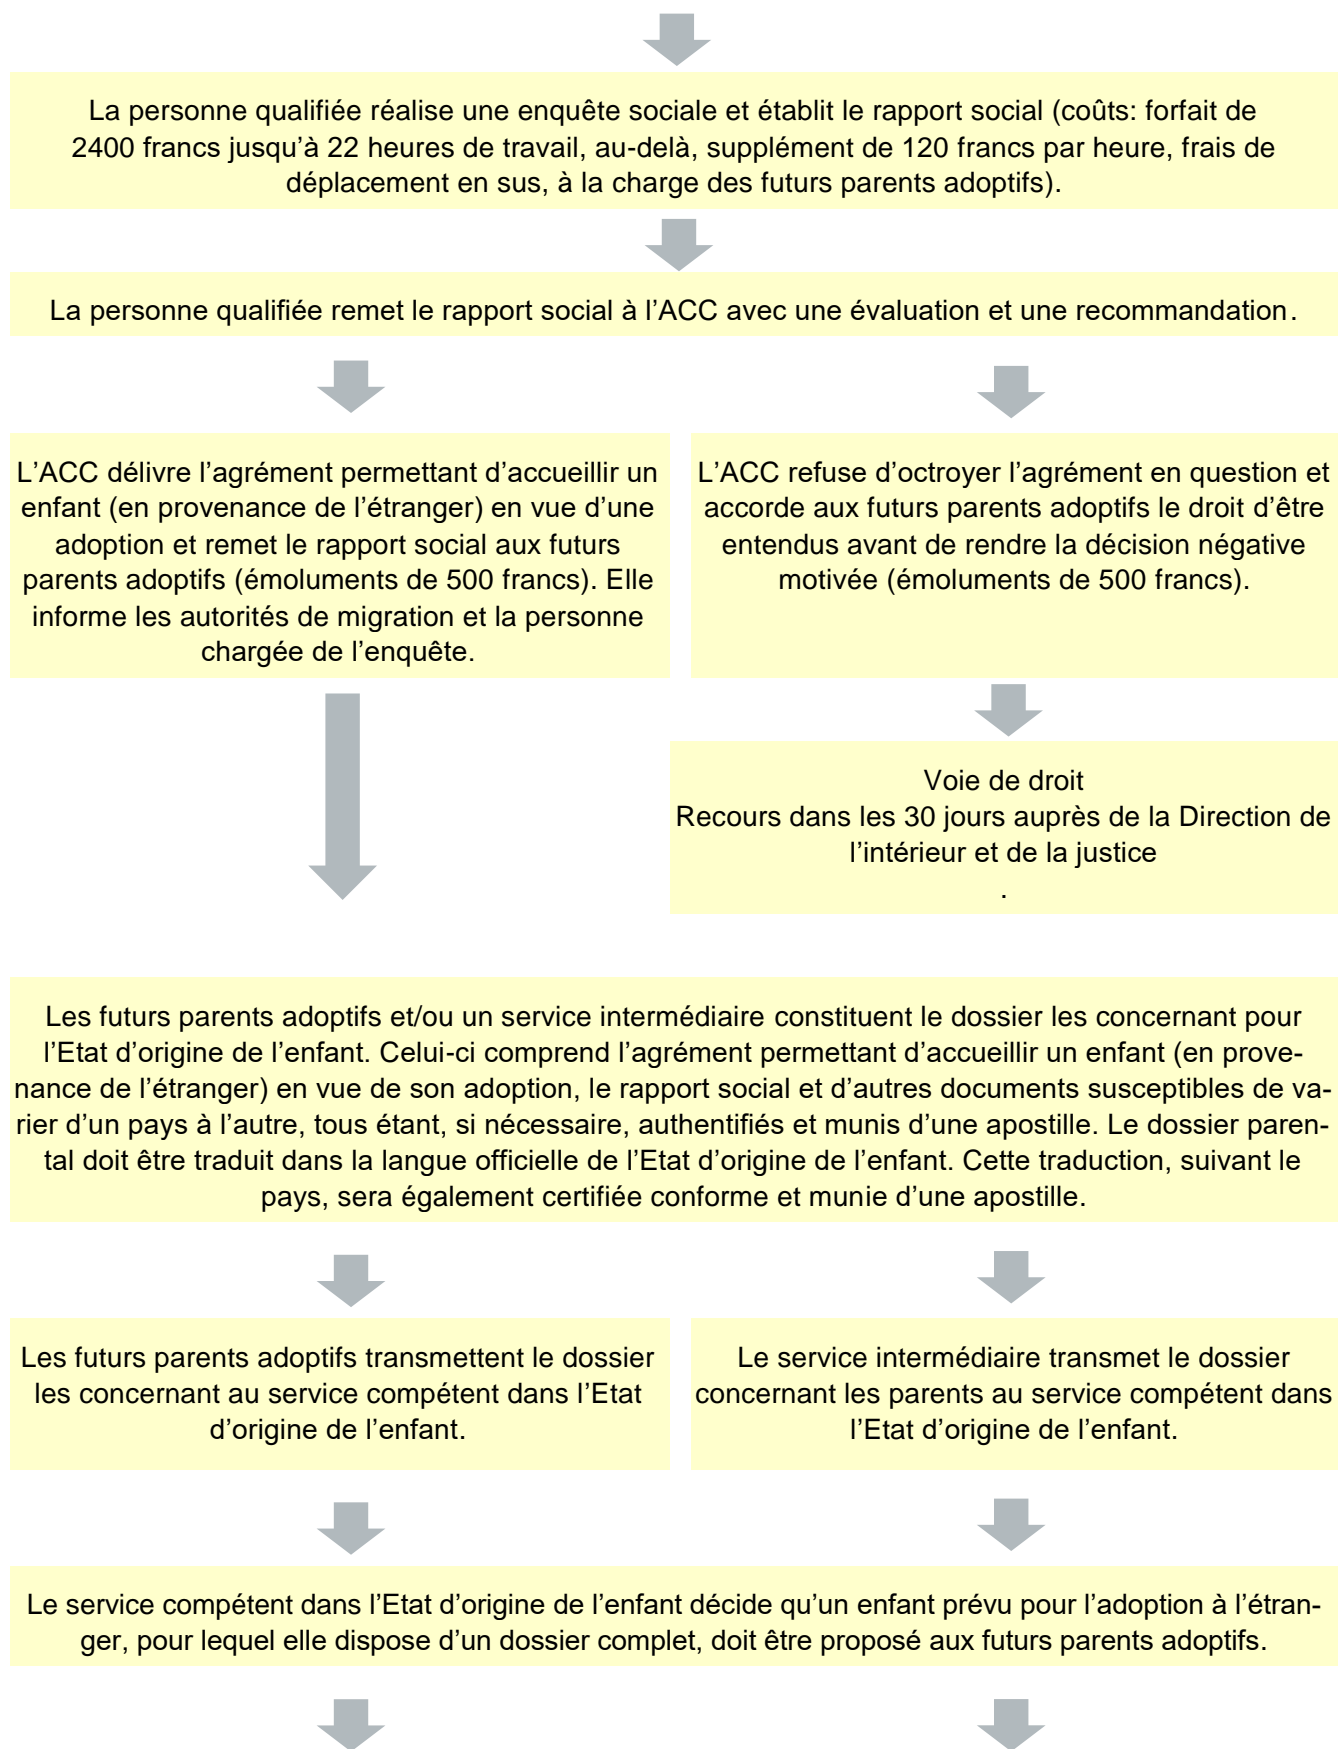 La personne qualifiée réalise une enquête sociale et établit le rapport social (coûts: forfait de
2400 francs jusqu’à 22 heures de travail, au-delà, supplément de 120 francs par heure, frais de
déplacement en sus, à la charge des futurs parents adoptifs).
La personne qualifiée remet le rapport social à l’ACC avec une évaluation et une recommandation.
L’ACC délivre l’agrément permettant d’accueillir un
enfant (en provenance de l’étranger) en vue d’une
adoption et remet le rapport social aux futurs
parents adoptifs (émoluments de 500 francs). Elle
informe les autorités de migration et la personne
chargée de l’enquête.
L’ACC refuse d’octroyer l’agrément en question et
accorde aux futurs parents adoptifs le droit d’être
entendus avant de rendre la décision négative
motivée (émoluments de 500 francs).
Voie de droit
Recours dans les 30 jours auprès de la Direction de
l’intérieur et de la justice
.
Les futurs parents adoptifs et/ou un service intermédiaire constituent le dossier les concernant pour
l’Etat d’origine de l’enfant. Celui-ci comprend l’agrément permettant d’accueillir un enfant (en prove-
nance de l’étranger) en vue de son adoption, le rapport social et d’autres documents susceptibles de va-
rier d’un pays à l’autre, tous étant, si nécessaire, authentifiés et munis d’une apostille. Le dossier paren-
tal doit être traduit dans la langue officielle de l’Etat d’origine de l’enfant. Cette traduction, suivant le
pays, sera également certifiée conforme et munie d’une apostille.
Les futurs parents adoptifs transmettent le dossier
les concernant au service compétent dans l’Etat
d’origine de l’enfant.
Le service intermédiaire transmet le dossier
concernant les parents au service compétent dans
l’Etat d’origine de l’enfant.
Le service compétent dans l’Etat d’origine de l’enfant décide qu’un enfant prévu pour l’adoption à l’étran-
ger, pour lequel elle dispose d’un dossier complet, doit être proposé aux futurs parents adoptifs.